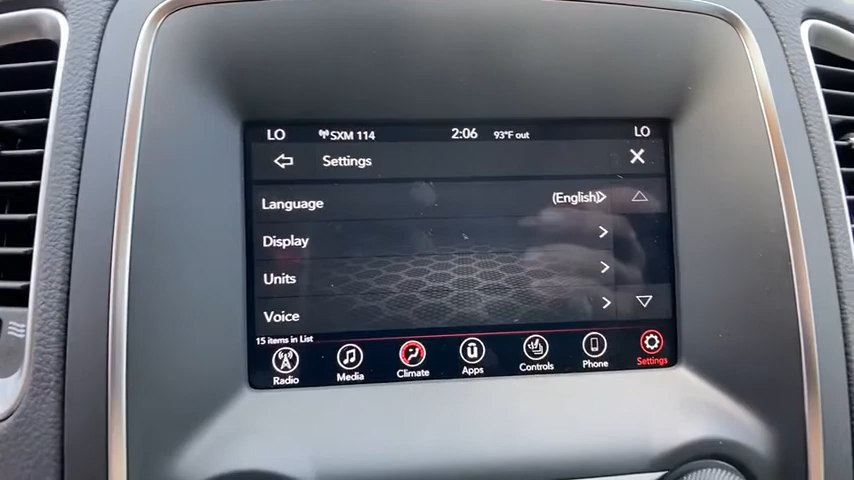 LO SXM 114 2:06 93°F out LO
Settings
Language (English)
Display
Units
Voice
15 items in List
Radio Media Climate Apps Controls Phone Settings